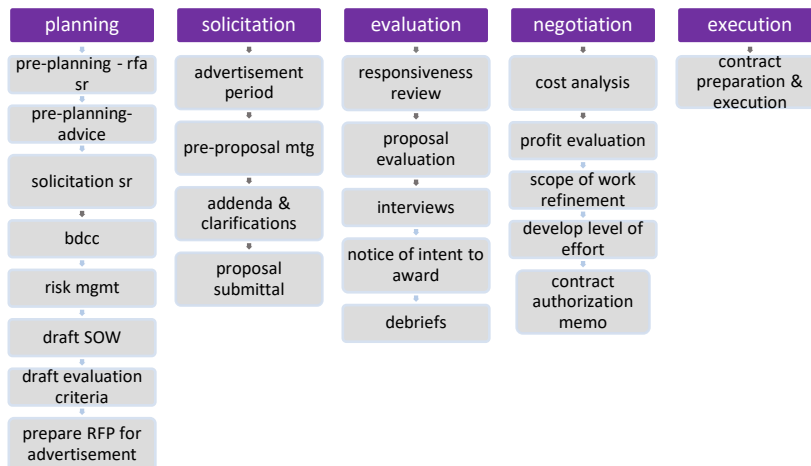 planning
pre-planning - rfa
sr
pre-planning-
advice
solicitation sr
bdcc
risk mgmt
draft SOW
draft evaluation
criteria
prepare RFP for
advertisement
solicitation
advertisement
period
pre-proposal mtg
addenda &
clarifications
proposal
submittal
evaluation
responsiveness
review
proposal
evaluation
interviews
notice of intent to
award
debriefs
negotiation
cost analysis
profit evaluation
scope of work
refinement
develop level of
effort
contract
authorization
memo
execution
contract
preparation &
execution